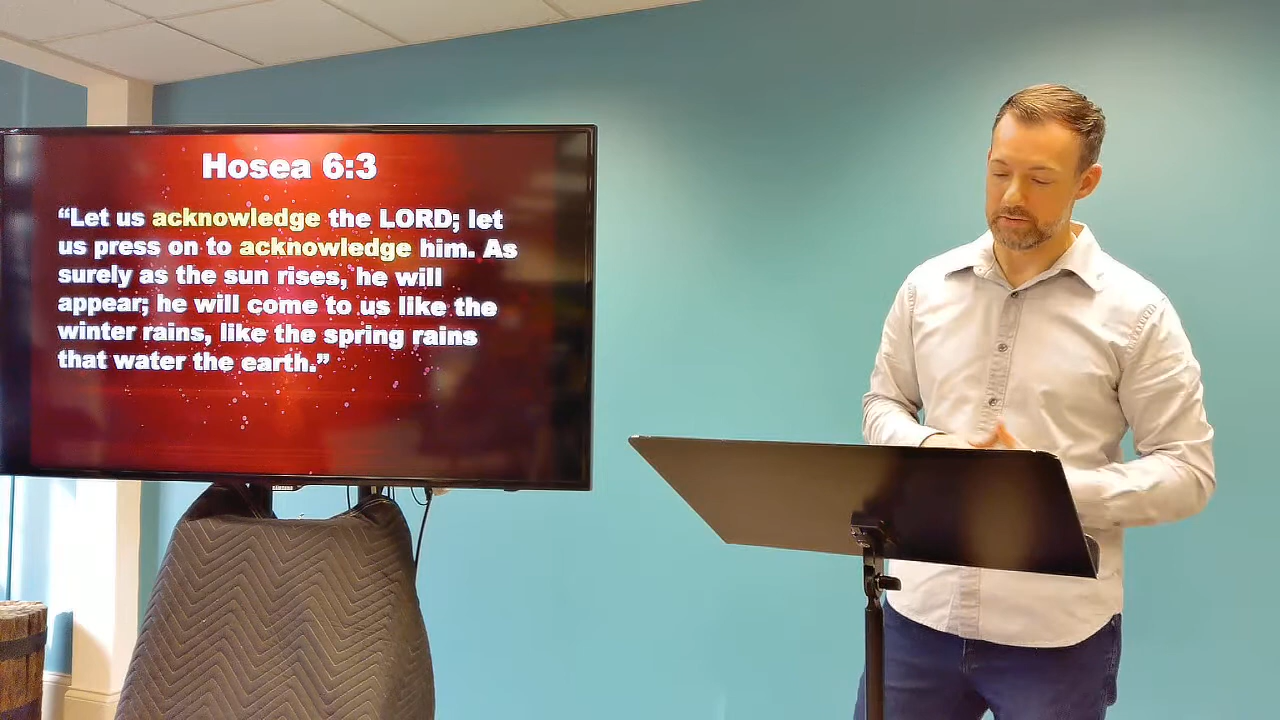 Hosea 6:3
“Let us acknowledge the LORD; let
us press on to acknowledge him. As
surely as the sun rises, he will
appear; he will come to us like the
winter rains, like the spring rains
that water the earth.”